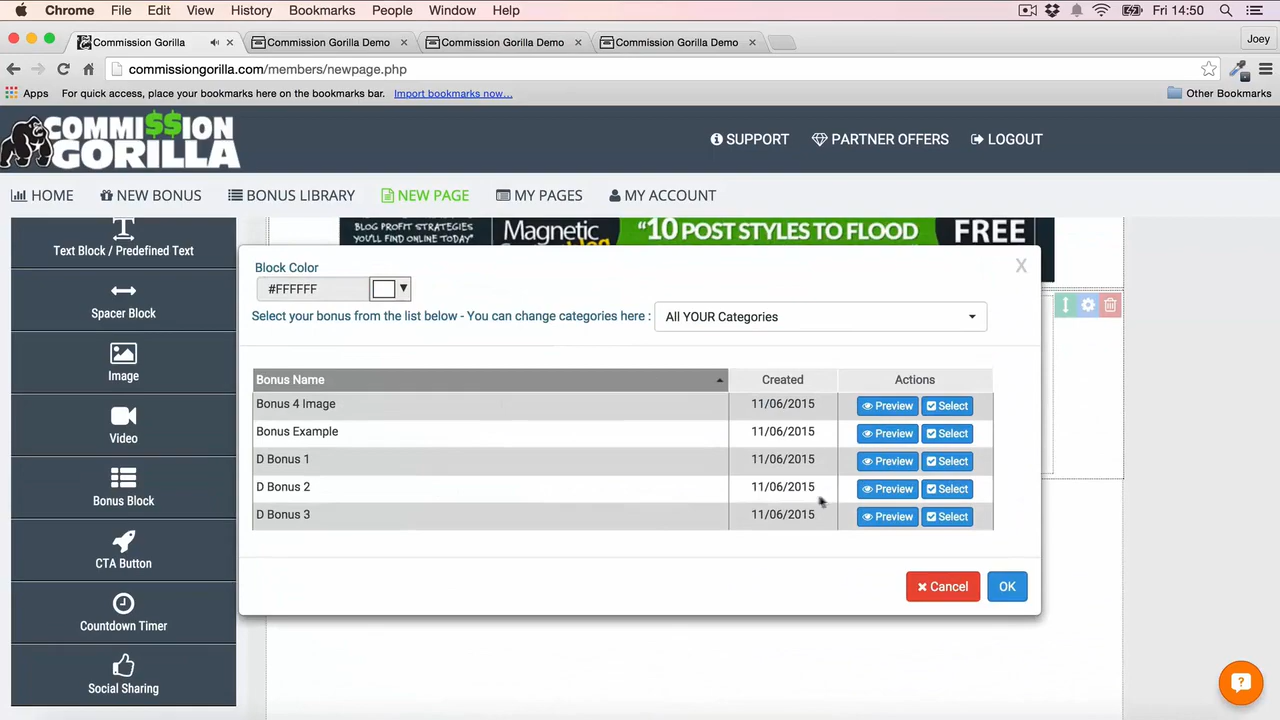 Chrome File Edit View History Bookmarks People Window Help Fri 14:50
Commission Gorilla Commission Gorilla Demo Commission Gorilla Demo Commission Gorilla Demo Joey
commissiongorilla.com/members/newpage.php
Apps For quick access, place your bookmarks here on the bookmarks bar. Import bookmarks now... Other Bookmarks
COMMI$$ION
GORILLA
SUPPORT PARTNER OFFERS LOGOUT
HOME NEW BONUS BONUS LIBRARY NEW PAGE MY PAGES MY ACCOUNT
BLOG PROFIT STRATEGIES
YOU'LL FIND ONLINE TODAY"
Magnetic
"10 POST STYLES TO FLOOD
FREE
Text Block / Predefined Text
Spacer Block
Image
Video
Bonus Block
CTA Button
Countdown Timer
Social Sharing
Block Color
X
#FFFFFF
Select your bonus from the list below - You can change categories here : All YOUR Categories
Bonus Name Created Actions
Bonus 4 Image 11/06/2015 Preview Select
Bonus Example 11/06/2015 Preview Select
D Bonus 1 11/06/2015 Preview Select
D Bonus 2 11/06/2015 Preview Select
D Bonus 3 11/06/2015 Preview Select
Cancel OK